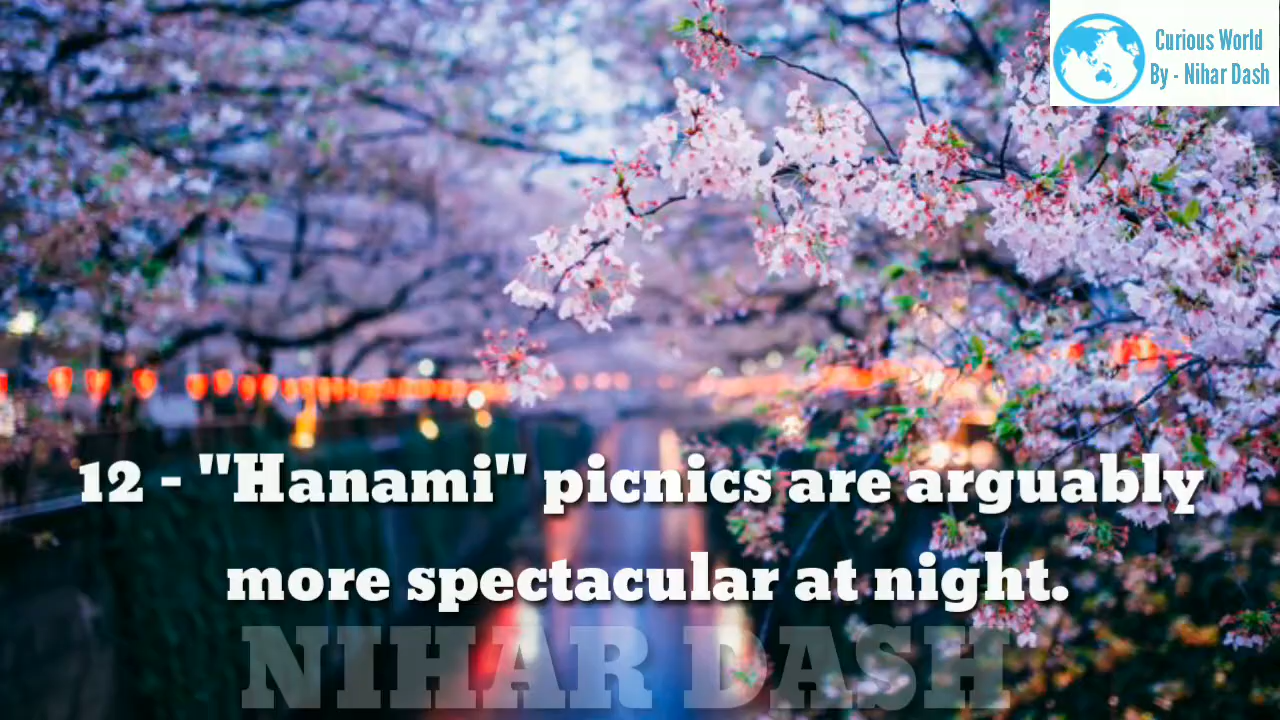 Curious World
By - Nihar Dash
12 - "Hanami" picnics are arguably
more spectacular at night.
NIHAR DASH